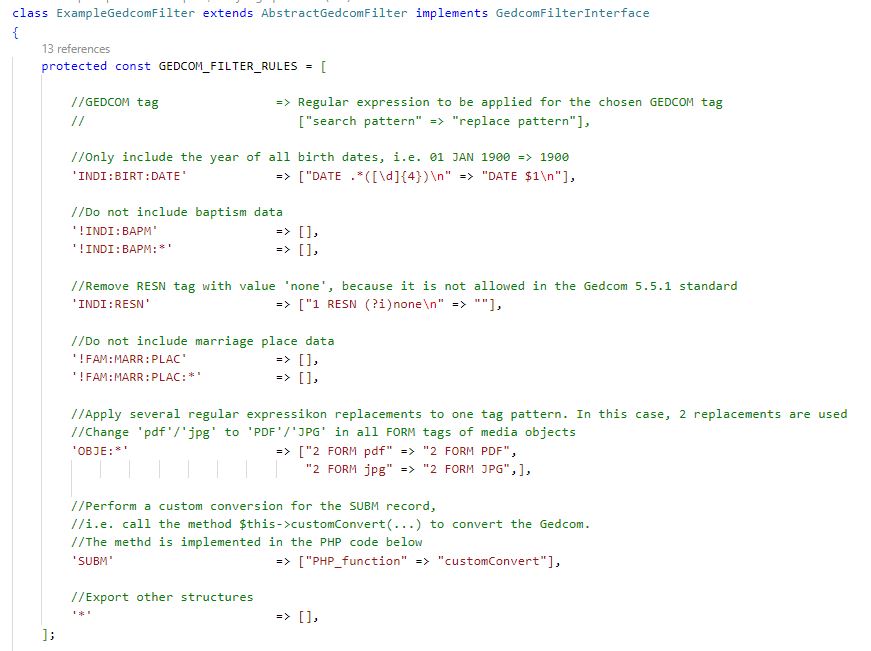 class ExampleGedcomFilter extends AbstractGedcomFilter implements GedcomFilterInterface
{
13 references
protected const GEDCOM_FILTER_RULES = [
//GEDCOM tag => Regular expression to be applied for the chosen GEDCOM tag
// ["search pattern" => "replace pattern"],
//Only include the year of all birth dates, i.e. 01 JAN 1900 => 1900
'INDI:BIRT:DATE' => ["DATE .*([\d]{4})\n" => "DATE $1\n"],
//Do not include baptism data
'!INDI:BAPM' => [],
'!INDI:BAPM:*' => [],
//Remove RESN tag with value 'none', because it is not allowed in the Gedcom 5.5.1 standard
'INDI:RESN' => ["1 RESN (?i)none\n" => ""],
//Do not include marriage place data
'!FAM:MARR:PLAC' => [],
'!FAM:MARR:PLAC:*' => [],
//Apply several regular expressikon replacements to one tag pattern. In this case, 2 replacements are used
//Change 'pdf'/'jpg' to 'PDF'/'JPG' in all FORM tags of media objects
'OBJE:*' => ["2 FORM pdf" => "2 FORM PDF",
"2 FORM jpg" => "2 FORM JPG",],
//Perform a custom conversion for the SUBM record,
//i.e. call the method $this->customConvert(...) to convert the Gedcom.
//The methd is implemented in the PHP code below
'SUBM' => ["PHP_function" => "customConvert"],
//Export other structures
'*' => [],
];